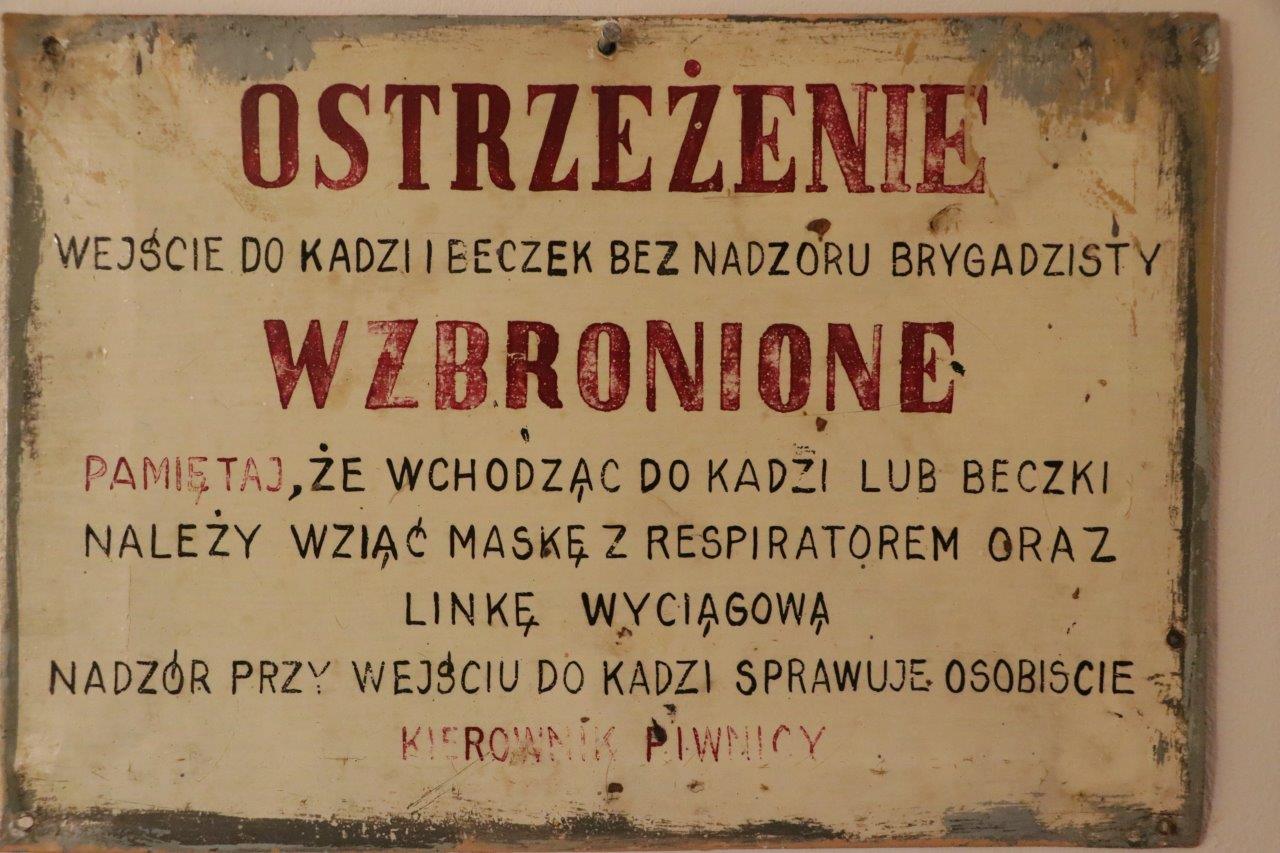 OSTRZEŻENIE
WEJŚCIE DO KADZI I BECZEK BEZ NADZORU BRYGADZISTY
WZBRONIONE
PAMIĘTAJ, ŻE WCHODZĄC DO KADZI LUB BECZKI
NALEŻY WZIĄĆ MASKĘ Z RESPIRATOREM ORAZ
LINKĘ WYCIĄGOWĄ
NADZÓR PRZY WEJŚCIU DO KADZI SPRAWUJE OSOBIŚCIE
KIEROWNIK PIWNICY